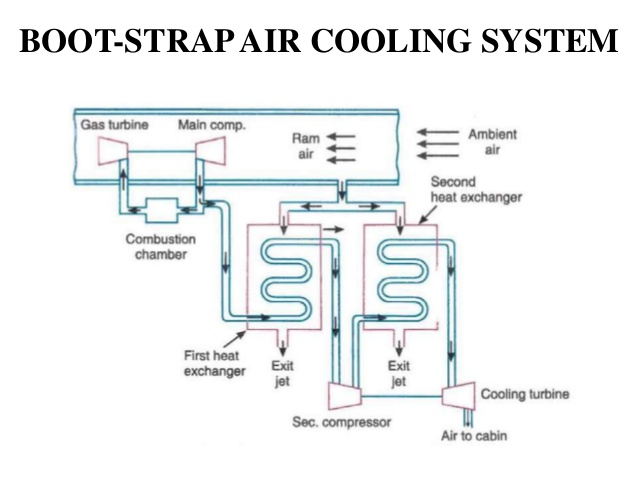 BOOT-STRAP AIR COOLING SYSTEM
Gas turbine
Main comp.
Ram
air
Ambient
air
Second
heat exchanger
Combustion
chamber
First heat
exchanger
Exit
jet
Exit
jet
Cooling turbine
Sec. compressor
Air to cabin